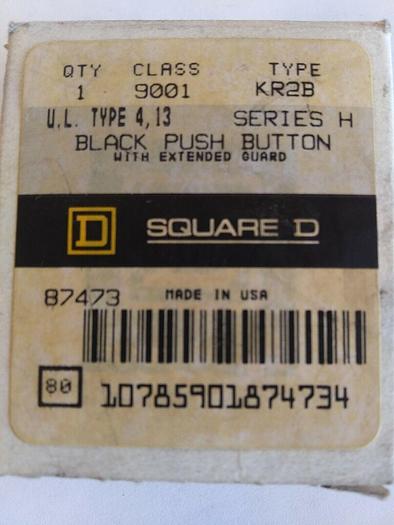 QTY CLASS TYPE
1 9001 KR2B
U.L. TYPE 4,13 SERIES H
BLACK PUSH BUTTON
WITH EXTENDED GUARD
D SQUARE D
87473 MADE IN USA
80 10785901874734